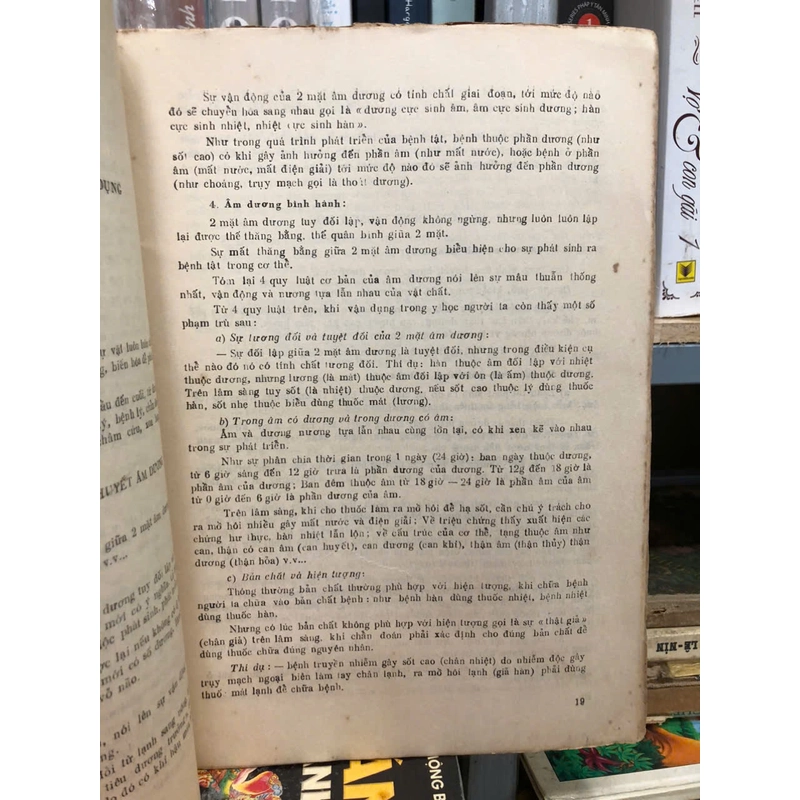 Sự vận động của 2 mặt âm dương có tính chất giai đoạn, tới mức độ nào
đó sẽ chuyển hóa sang nhau gọi là «dương cực sinh âm, âm cực sinh dương; hàn
cực sinh nhiệt, nhiệt cực sinh hàn».
Như trong quá trình phát triển của bệnh tật, bệnh thuộc phần dương (như
sốt cao) có khi gây ảnh hưởng đến phần âm (như mất nước), hoặc bệnh ở phần
âm (mất nước, mất điện giải) tới mức độ nào đó sẽ ảnh hưởng đến phần dương
(như choáng, trụy mạch gọi là thoát dương).
4. Âm dương bình hành:
2 mặt âm dương tuy đối lập, vận động không ngừng, nhưng luôn luôn lập
lại được thế thăng bằng, thế quân bình giữa 2 mặt.
Sự mất thăng bằng giữa 2 mặt âm dương biểu hiện cho sự phát sinh ra
bệnh tật trong cơ thể.
Tóm lại 4 quy luật cơ bản của âm dương nói lên sự mâu thuẫn thống
nhất, vận động và nương tựa lẫn nhau của vật chất.
Từ 4 quy luật trên, khi vận dụng trong y học người ta còn thấy một số
phạm trù sau:
a) Sự tương đối và tuyệt đối của 2 mặt âm dương:
— Sự đối lập giữa 2 mặt âm dương là tuyệt đối, nhưng trong điều kiện cụ
thể nào đó nó có tính chất tương đối. Thí dụ: hàn thuộc âm đối lập với nhiệt
thuộc dương, nhưng lương (là mát) thuộc âm đối lập với ôn (là ấm) thuộc dương.
Trên lâm sàng tuy sốt (là nhiệt) thuộc dương, nếu sốt cao thuộc lý dùng thuốc
hàn, sốt nhẹ thuộc biểu dùng thuốc mát (lương).
b) Trong âm có dương và trong dương có âm:
Âm và dương nương tựa lẫn nhau cùng tồn tại, có khi xen kẽ vào nhau
trong sự phát triển.
Như sự phân chia thời gian trong 1 ngày (24 giờ): ban ngày thuộc dương,
từ 6 giờ sáng đến 12 giờ trưa là phần dương của dương. Từ 12g đến 18 giờ là
phần âm của dương; Ban đêm thuộc âm từ 18 giờ — 24 giờ là phần âm của âm
từ 0 giờ đến 6 giờ là phần dương của âm.
Trên lâm sàng, khi cho thuốc làm ra mồ hôi để hạ sốt, cần chú ý tránh cho
ra mồ hôi nhiều gây mất nước và điện giải; Về triệu chứng thấy xuất hiện các
chứng hư thực, hàn nhiệt lẫn lộn; về cấu trúc của cơ thể, tạng thuộc âm như
can, thận có can âm (can huyết), can dương (can khí), thận âm (thận thủy) thận
dương (thận hỏa) v.v...
c) Bản chất và hiện tượng:
Thông thường bản chất thường phù hợp với hiện tượng, khi chữa bệnh
người ta chữa vào bản chất bệnh: như bệnh hàn dùng thuốc nhiệt, bệnh nhiệt
dùng thuốc hàn.
Nhưng có lúc bản chất không phù hợp với hiện tượng gọi là sự «thật giả»
(chân giả) trên lâm sàng, khi chẩn đoán phải xác định cho đúng bản chất để
dùng thuốc chữa đúng nguyên nhân.
Thí dụ: — bệnh truyền nhiễm gây sốt cao (chân nhiệt) do nhiễm độc gây
trụy mạch ngoại biên làm tay chân lạnh, ra mồ hôi lạnh (giả hàn) phải dùng
thuốc mát lạnh để chữa bệnh.
19
DỤNG
HUYẾT ÂM DƯƠNG
giữa 2 mặt âm
v.v...
con gái
LÊ-NIN